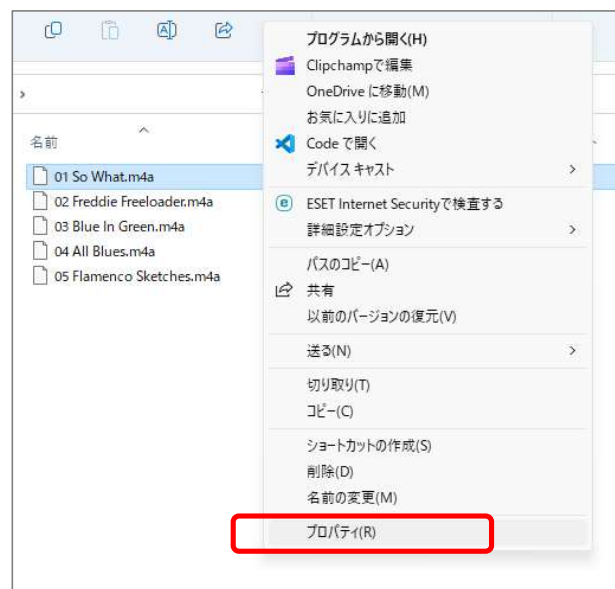 名前
01 So What.m4a
02 Freddie Freeloader.m4a
03 Blue In Green.m4a
04 All Blues.m4a
05 Flamenco Sketches.m4a
プログラムから開く(H)
Clipchampで編集
OneDrive に移動(M)
お気に入りに追加
Code で開く
デバイス キャスト
ESET Internet Securityで検査する
詳細設定オプション
パスのコピー(A)
共有
以前のバージョンの復元(V)
送る(N)
切り取り(T)
コピー(C)
ショートカットの作成(S)
削除(D)
名前の変更(M)
プロパティ(R)